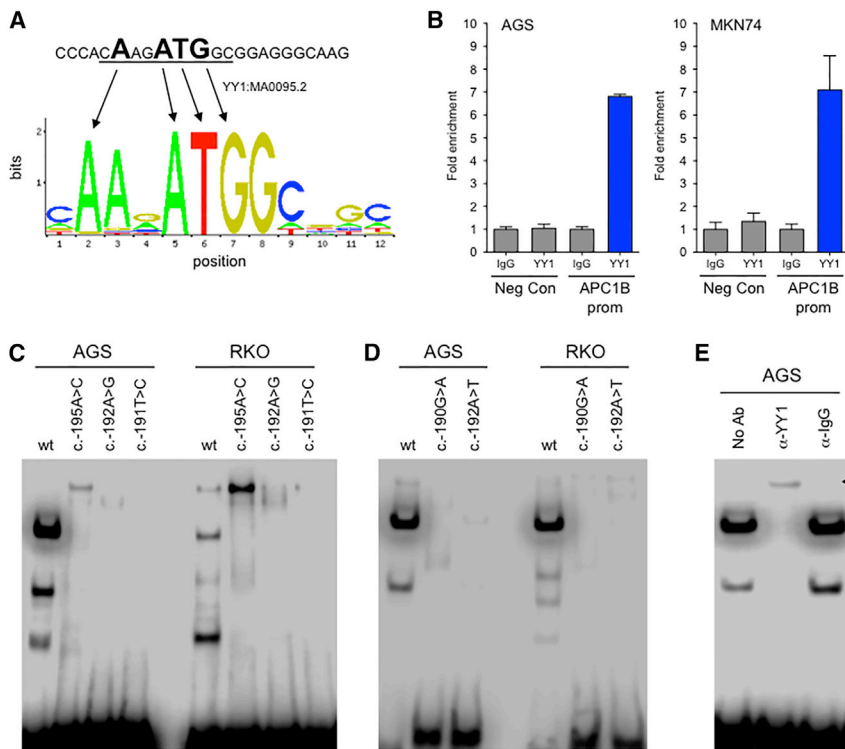 A
CCCACAAGATGGCGGAGGGCAAG
YY1:MA0095.2
bits
2
1
CAAGATGGCGC
1 2 3 4 5 6 7 8 9 10 11 12
position
B
AGS
Fold enrichment
10
9
8
7
6
5
4
3
2
1
0
IgG YY1 IgG YY1
Neg Con APC1B prom
MKN74
Fold enrichment
10
9
8
7
6
5
4
3
2
1
0
IgG YY1 IgG YY1
Neg Con APC1B prom
C
AGS RKO
wt c.-195A>C c.-192A>G c.-191T>C wt c.-195A>C c.-192A>G c.-191T>C
D
AGS RKO
wt c.-190G>A c.-192A>T wt c.-190G>A c.-192A>T
E
AGS
No Ab α-YY1 α-IgG